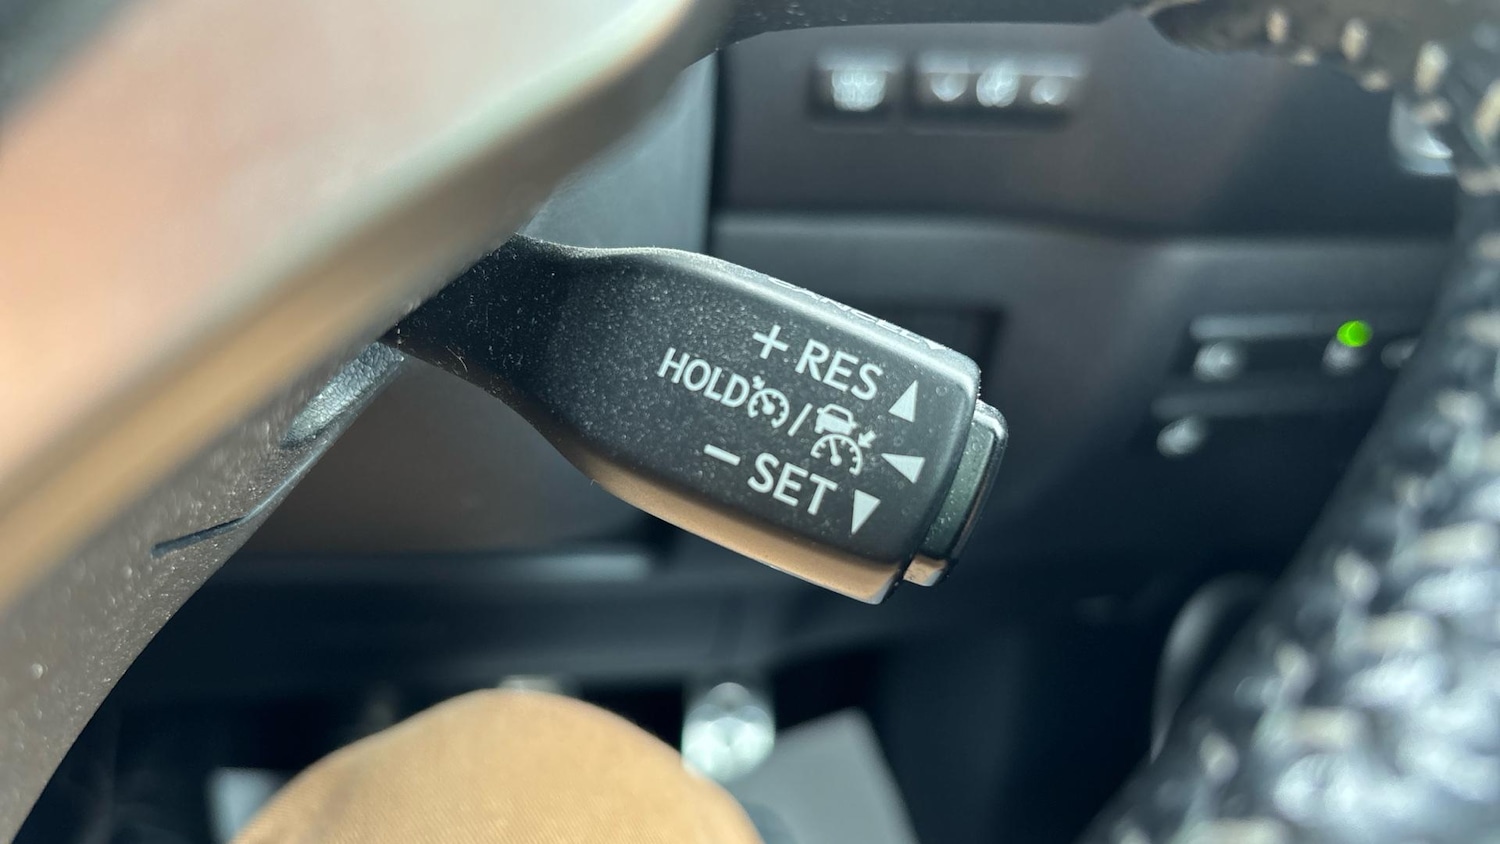 + RES
HOLD /
− SET